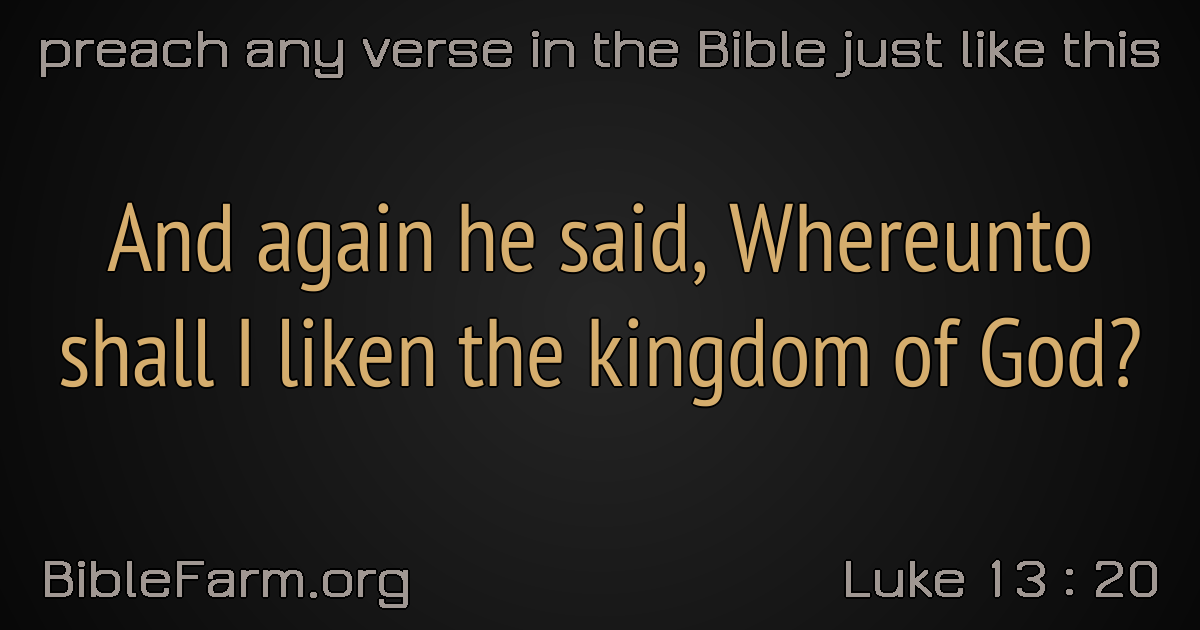 preach any verse in the Bible just like this
And again he said, Whereunto
shall I liken the kingdom of God?
BibleFarm.org
Luke 13 : 20